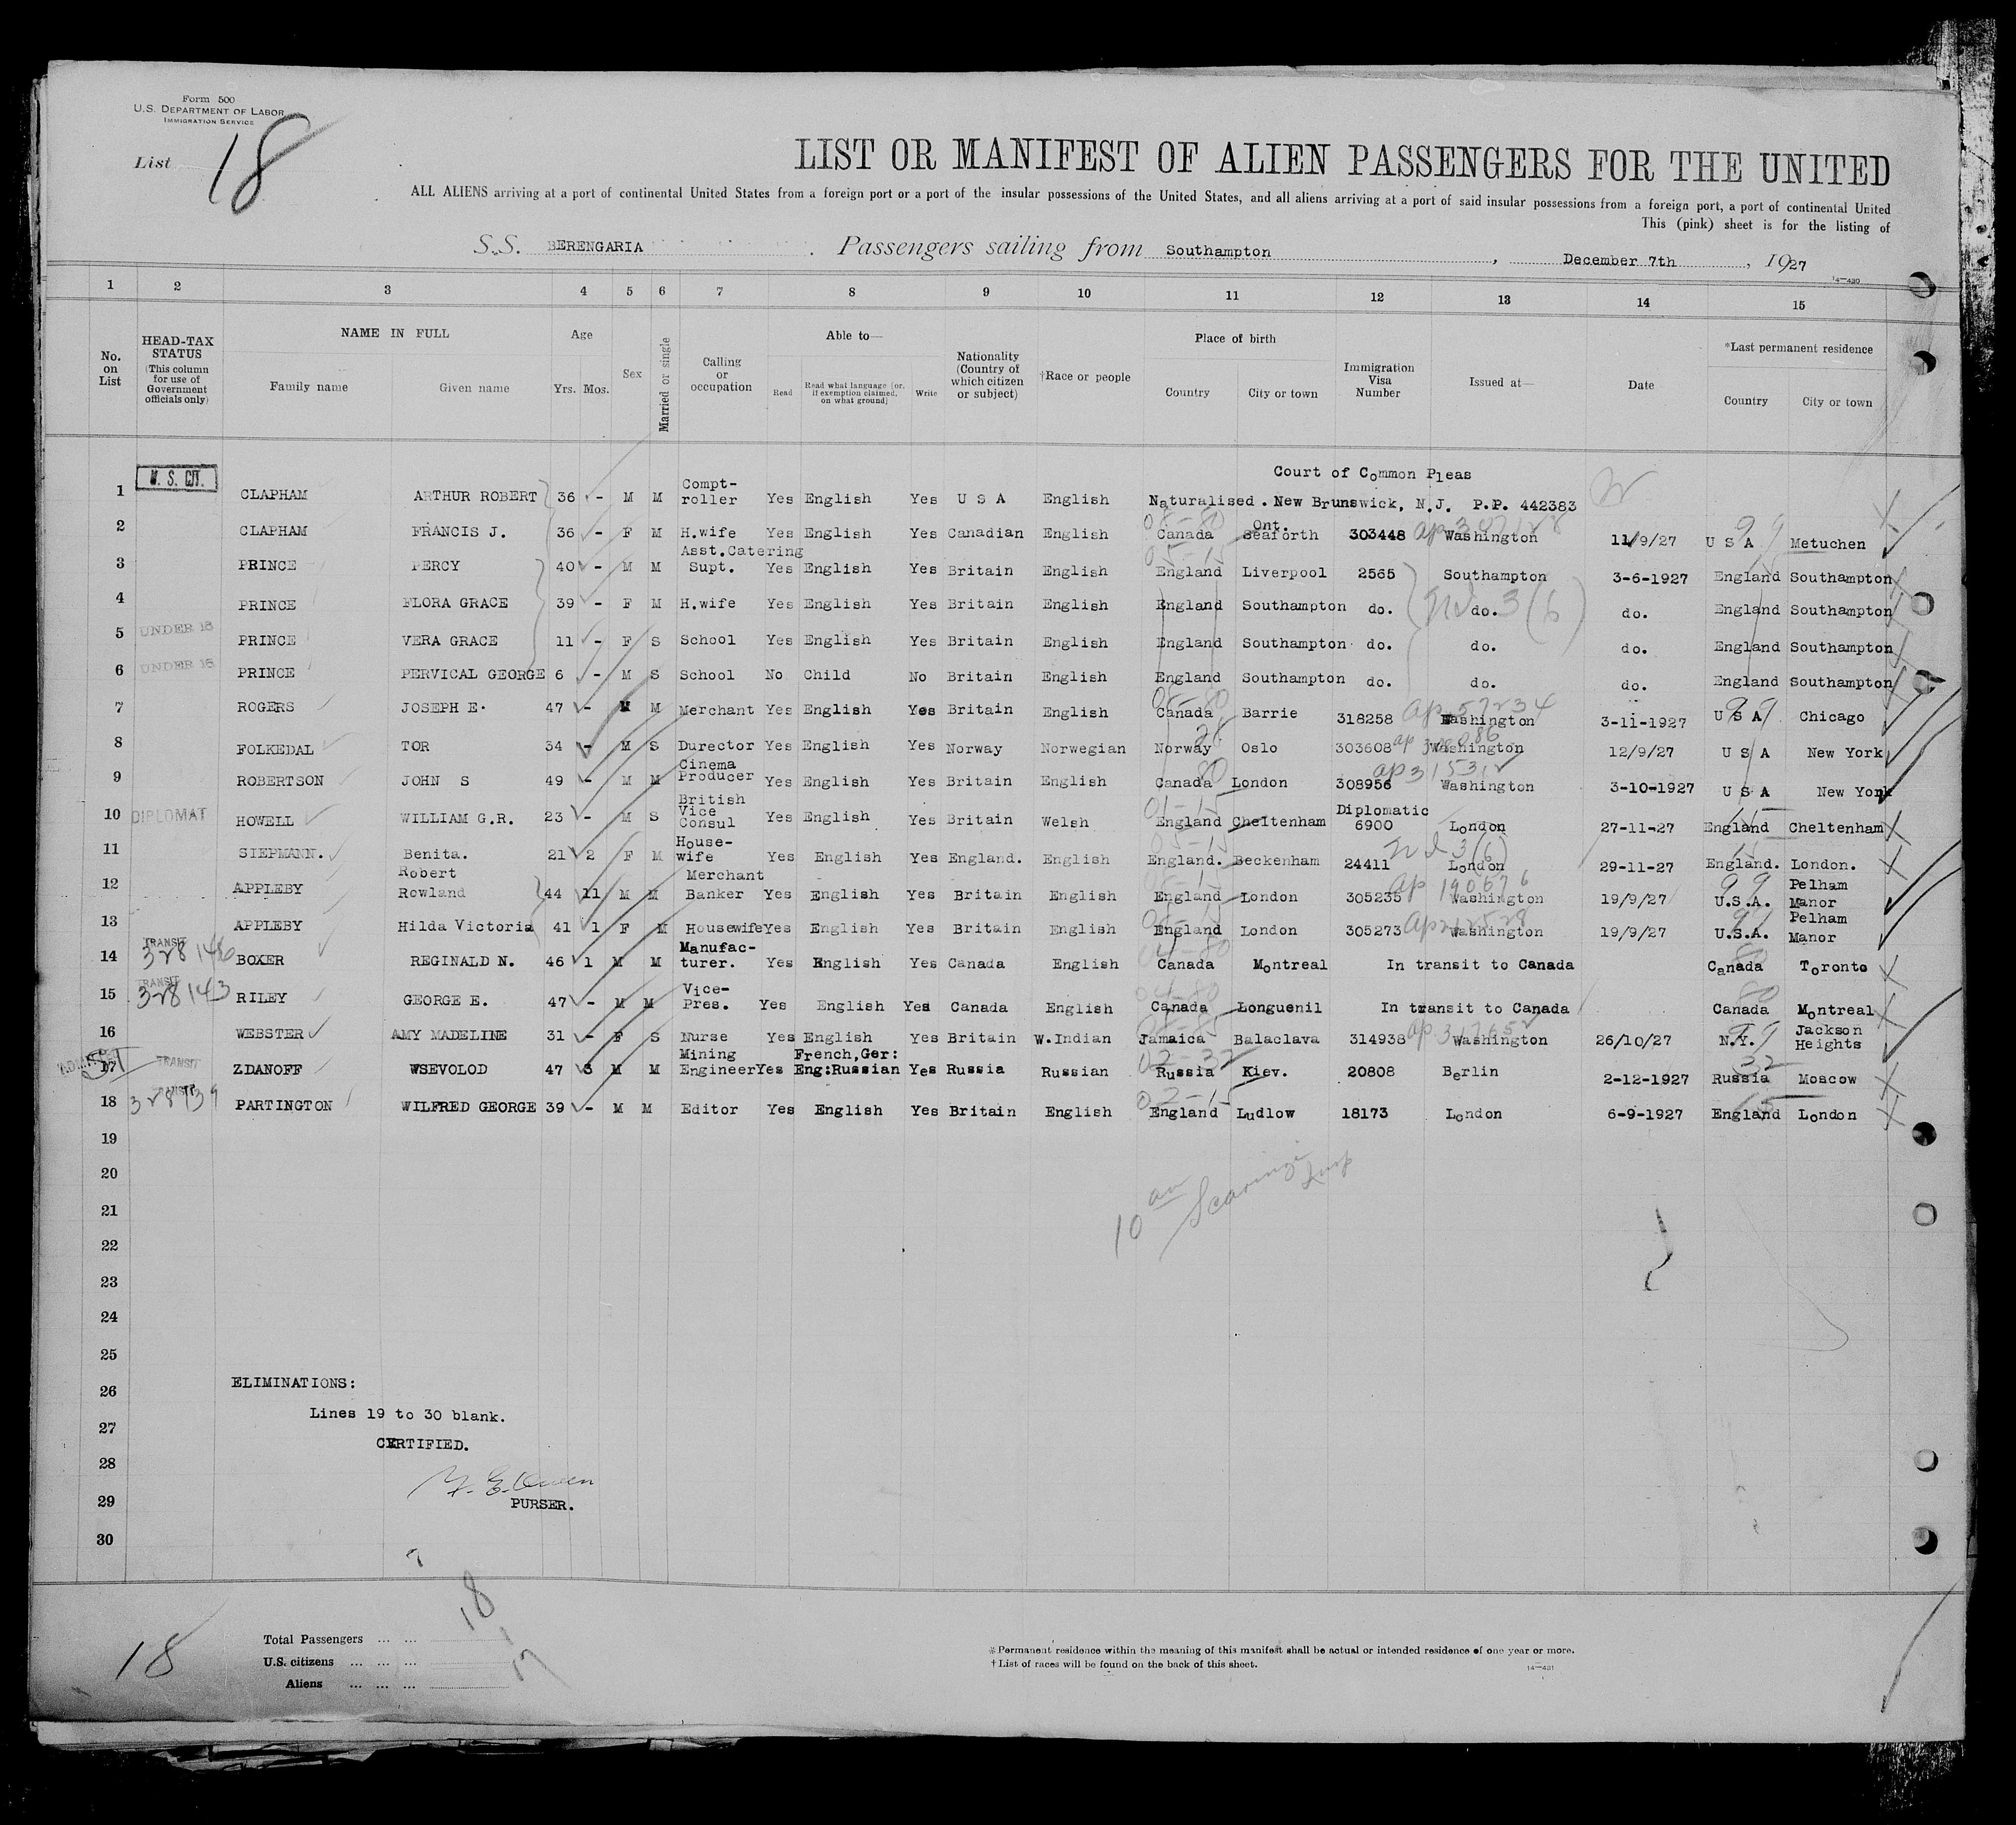 Form 500
U.S. DEPARTMENT OF LABOR
IMMIGRATION SERVICE
List 18
LIST OR MANIFEST OF ALIEN PASSENGERS FOR THE UNITED
ALL ALIENS arriving at a port of continental United States from a foreign port or a port of the insular possessions of the United States, and all aliens arriving at a port of said insular possessions from a foreign port, a port of continental United
This (pink) sheet is for the listing of
S.S. BERENGARIA Passengers sailing from Southampton, December 7th, 1927
14—430
1 2 3 4 5 6 7 8 9 10 11 12 13 14 15
No. on List
HEAD-TAX STATUS (This column for use of Government officials only)
NAME IN FULL
Family name Given name
Age Yrs. Mos.
Sex
Married or single
Calling or occupation
Able to—
Read Read what language (or, if exemption claimed, on what ground) Write
Nationality (Country of which citizen or subject)
†Race or people
Place of birth
Country City or town
Immigration Visa Number
Issued at—
Date
*Last permanent residence
Country City or town
Court of Common Pleas
1 U. S. CIT. CLAPHAM ARTHUR ROBERT 36 - M M Compt-roller Yes English Yes U S A English Naturalised. New Brunswick, N.J. P.P. 442383
2 CLAPHAM FRANCIS J. 36 - F M H.wife Yes English Yes Canadian English Canada Ont. Seaforth 303448 Washington 11/9/27 U S A Metuchen
3 PRINCE PERCY 40 - M M Asst.Catering Supt. Yes English Yes Britain English England Liverpool 2565 Southampton 3-6-1927 England Southampton
4 PRINCE FLORA GRACE 39 - F M H.wife Yes English Yes Britain English England Southampton do. do. do. England Southampton
5 UNDER 16 PRINCE VERA GRACE 11 - F S School Yes English Yes Britain English England Southampton do. do. do. England Southampton
6 UNDER 16 PRINCE PERVICAL GEORGE 6 - M S School No Child No Britain English England Southampton do. do. do. England Southampton
7 ROGERS JOSEPH E. 47 - M M Merchant Yes English Yes Britain English Canada Barrie 318258 Washington 3-11-1927 U S A Chicago
8 FOLKEDAL TOR 34 - M S Durector Yes English Yes Norway Norwegian Norway Oslo 303608 Washington 12/9/27 U S A New York
9 ROBERTSON JOHN S 49 - M M Cinema Producer Yes English Yes Britain English Canada London 308956 Washington 3-10-1927 U S A New York
10 DIPLOMAT HOWELL WILLIAM G.R. 23 - M S British Vice Consul Yes English Yes Britain Welsh England Cheltenham Diplomatic 6900 London 27-11-27 England Cheltenham
11 SIEPMANN. Benita. 21 2 F M House-wife Yes English Yes England. English England. Beckenham 24411 London 29-11-27 England. London.
12 APPLEBY Robert Rowland 44 11 M M Merchant Banker Yes English Yes Britain English England London 305235 Washington 19/9/27 U.S.A. Pelham Manor
13 APPLEBY Hilda Victoria 41 1 F M Housewife Yes English Yes Britain English England London 305273 Washington 19/9/27 U.S.A. Pelham Manor
14 TRANSIT 328146 BOXER REGINALD N. 46 1 M M Manufac-turer. Yes English Yes Canada English Canada Montreal In transit to Canada Canada Toronto
15 TRANSIT 328143 RILEY GEORGE E. 47 - M M Vice-Pres. Yes English Yes Canada English Canada Longuenil In transit to Canada Canada Montreal
16 WEBSTER AMY MADELINE 31 - F S Nurse Yes English Yes Britain W.Indian Jamaica Balaclava 314938 Washington 26/10/27 N.Y. Jackson Heights
17 TRANSIT ZDANOFF WSEVOLOD 47 3 M M Mining Engineer Yes French,Ger: Eng:Russian Yes Russia Russian Russia Kiev. 20808 Berlin 2-12-1927 Russia Moscow
18 TRANSIT 328139 PARTINGTON WILFRED GEORGE 39 - M M Editor Yes English Yes Britain English England Ludlow 18173 London 6-9-1927 England London
19
20
21
22
23
24
25
26 ELIMINATIONS:
Lines 19 to 30 blank.
27
CERTIFIED.
28
29 PURSER.
30
18
Total Passengers ... ... 18
U.S. citizens ... ... ... 1
Aliens ... ... ... 17
* Permanent residence within the meaning of this manifest shall be actual or intended residence of one year or more.
† List of races will be found on the back of this sheet.
14—431